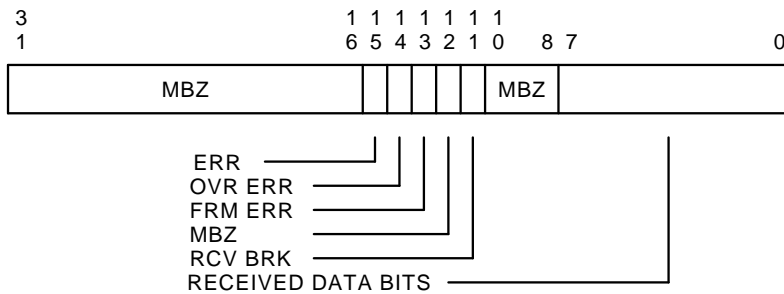 3 1 1 1 1 1 1 1
1 6 5 4 3 2 1 0 8 7 0
MBZ MBZ
ERR
OVR ERR
FRM ERR
MBZ
RCV BRK
RECEIVED DATA BITS